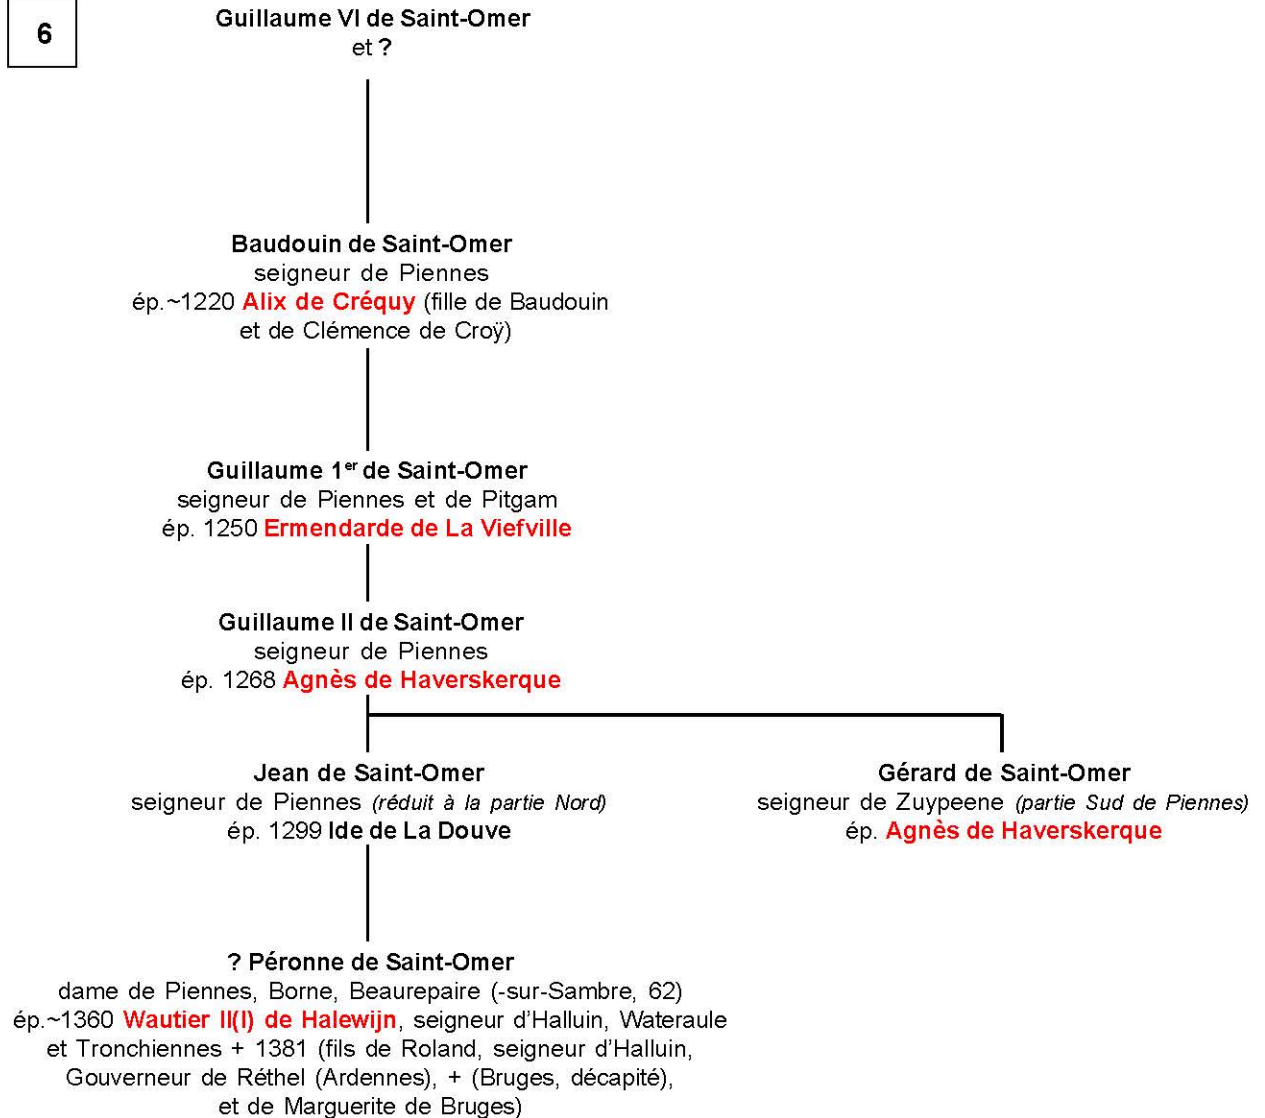 6
Guillaume VI de Saint-Omer
et ?
Baudouin de Saint-Omer
seigneur de Piennes
ép.~1220 Alix de Créquy (fille de Baudouin
et de Clémence de Croÿ)
Guillaume 1er de Saint-Omer
seigneur de Piennes et de Pitgam
ép. 1250 Ermendarde de La Viefville
Guillaume II de Saint-Omer
seigneur de Piennes
ép. 1268 Agnès de Haverskerque
Jean de Saint-Omer
seigneur de Piennes (réduit à la partie Nord)
ép. 1299 Ide de La Douve
Gérard de Saint-Omer
seigneur de Zuypeene (partie Sud de Piennes)
ép. Agnès de Haverskerque
? Péronne de Saint-Omer
dame de Piennes, Borne, Beaurepaire (-sur-Sambre, 62)
ép.~1360 Wautier II(I) de Halewijn, seigneur d'Halluin, Wateraule
et Tronchiennes + 1381 (fils de Roland, seigneur d'Halluin,
Gouverneur de Réthel (Ardennes), + (Bruges, décapité),
et de Marguerite de Bruges)